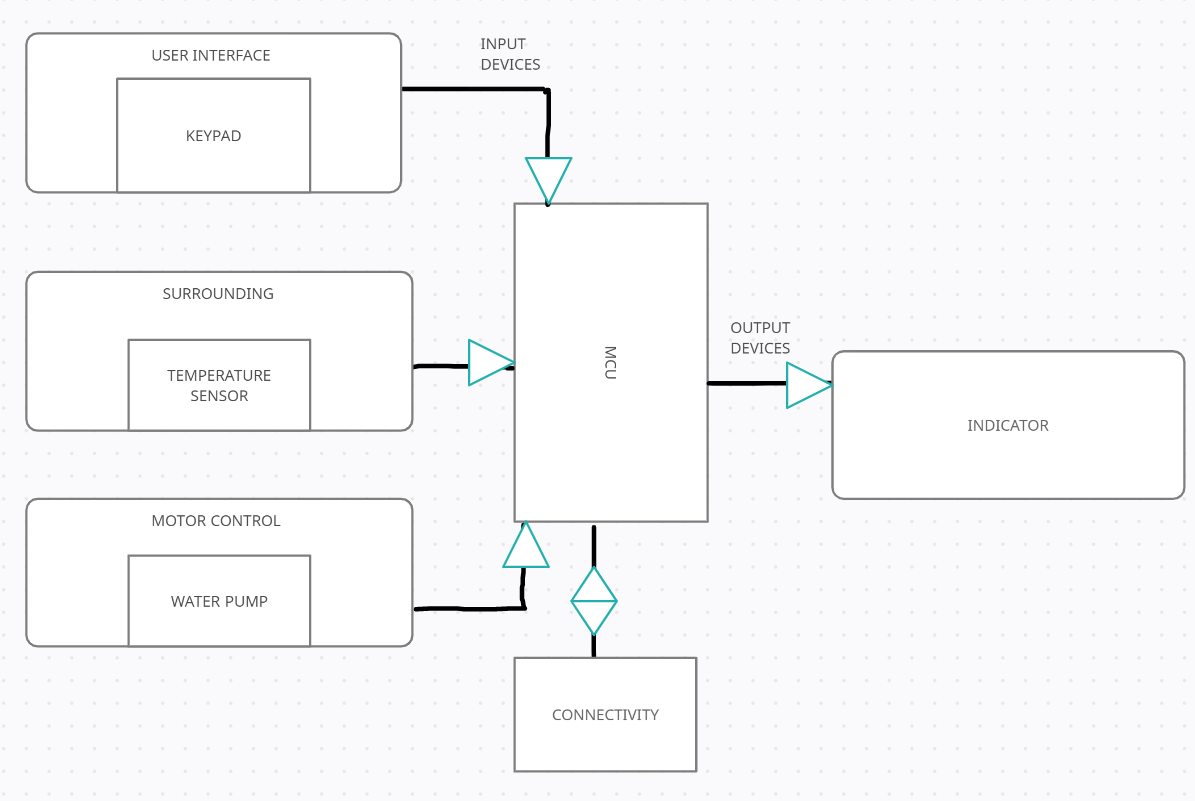 USER INTERFACE
KEYPAD
INPUT
DEVICES
SURROUNDING
TEMPERATURE
SENSOR
MCU
OUTPUT
DEVICES
INDICATOR
MOTOR CONTROL
WATER PUMP
CONNECTIVITY